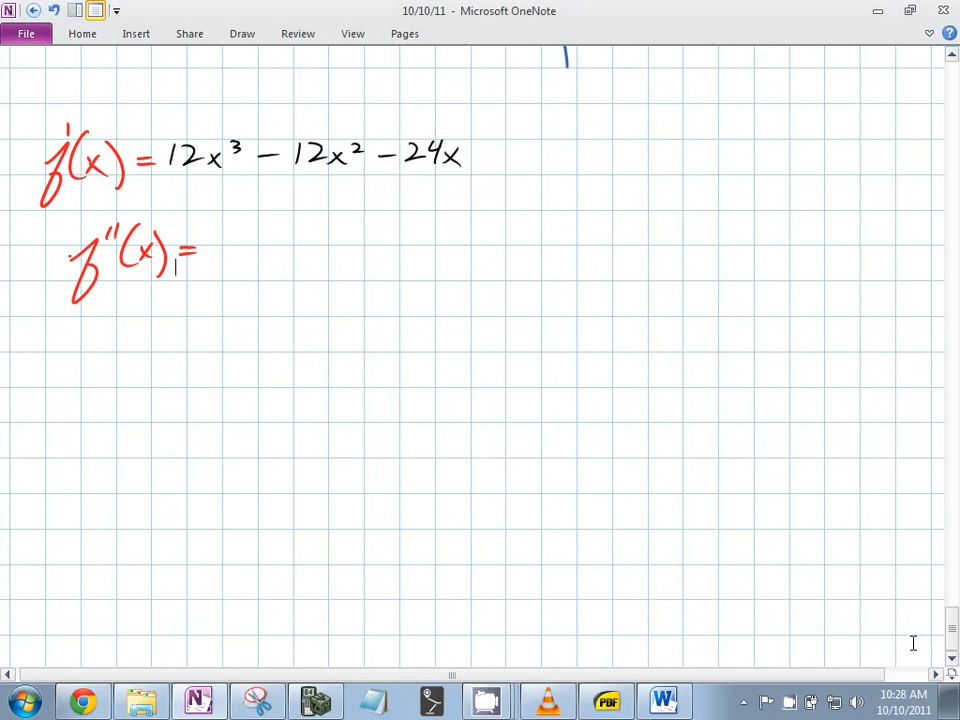 10/10/11 - Microsoft OneNote
File Home Insert Share Draw Review View Pages
f'(x) = 12x³ - 12x² - 24x
f''(x) =
10:28 AM
10/10/2011